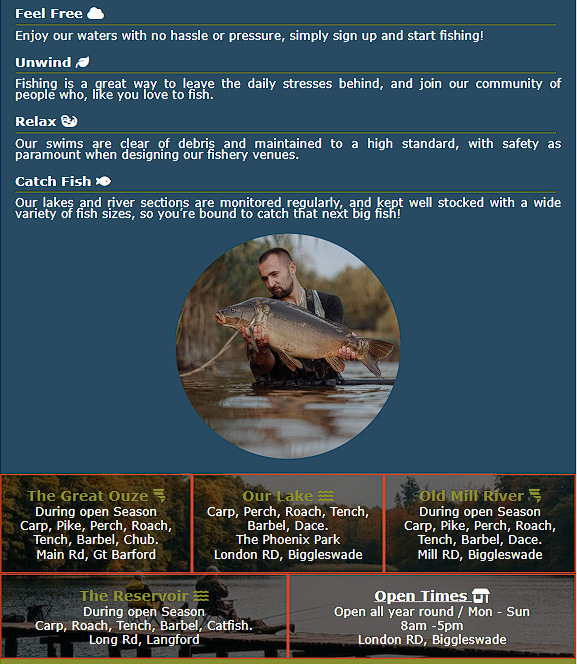 Feel Free
Enjoy our waters with no hassle or pressure, simply sign up and start fishing!
Unwind
Fishing is a great way to leave the daily stresses behind, and join our community of
people who, like you love to fish.
Relax
Our swims are clear of debris and maintained to a high standard, with safety as
paramount when designing our fishery venues.
Catch Fish
Our lakes and river sections are monitored regularly, and kept well stocked with a wide
variety of fish sizes, so you're bound to catch that next big fish!
The Great Ouze
During open Season
Carp, Pike, Perch, Roach,
Tench, Barbel, Chub.
Main Rd, Gt Barford
Our Lake
Carp, Perch, Roach, Tench,
Barbel, Dace.
The Phoenix Park
London RD, Biggleswade
Old Mill River
During open Season
Carp, Pike, Perch, Roach,
Tench, Barbel, Dace.
Mill RD, Biggleswade
The Reservoir
During open Season
Carp, Roach, Tench, Barbel, Catfish.
Long Rd, Langford
Open Times
Open all year round / Mon - Sun
8am -5pm
London RD, Biggleswade